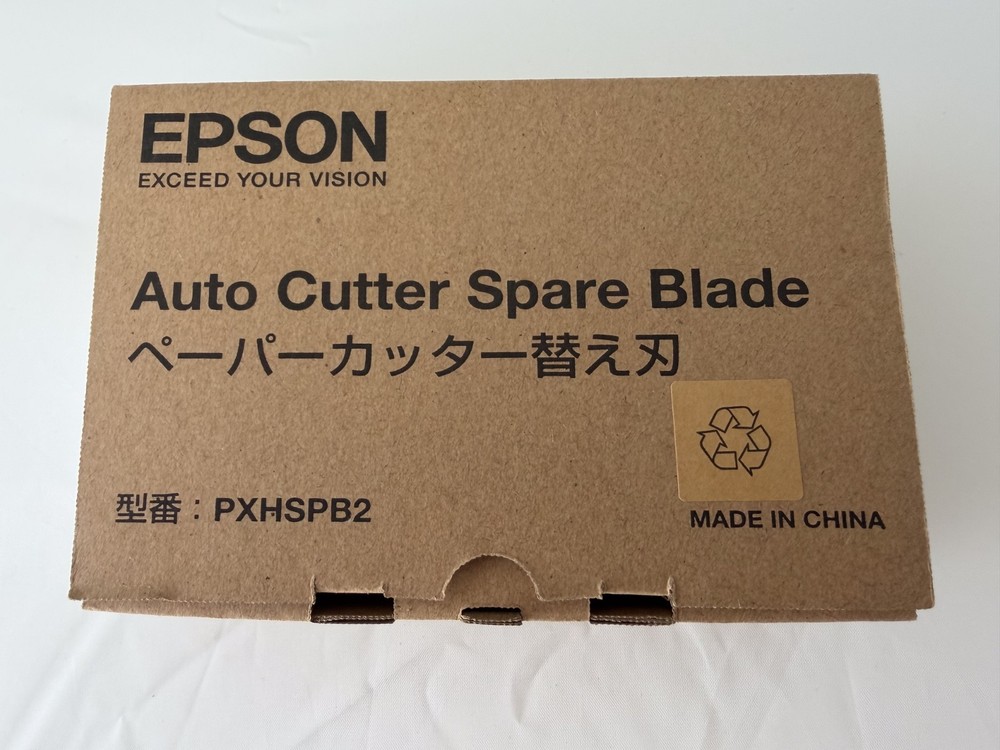 EPSON
EXCEED YOUR VISION
Auto Cutter Spare Blade
ペーパーカッター替え刃
型番：PXHSPB2
MADE IN CHINA